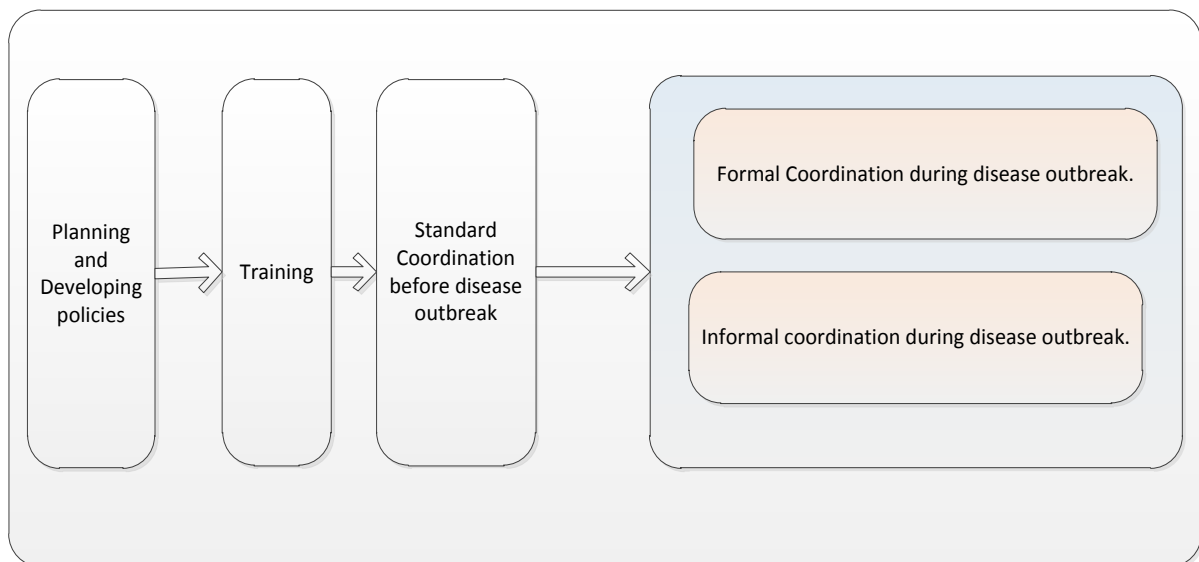 Planning
and
Developing
policies
Training
Standard
Coordination
before disease
outbreak
Formal Coordination during disease outbreak.
Informal coordination during disease outbreak.